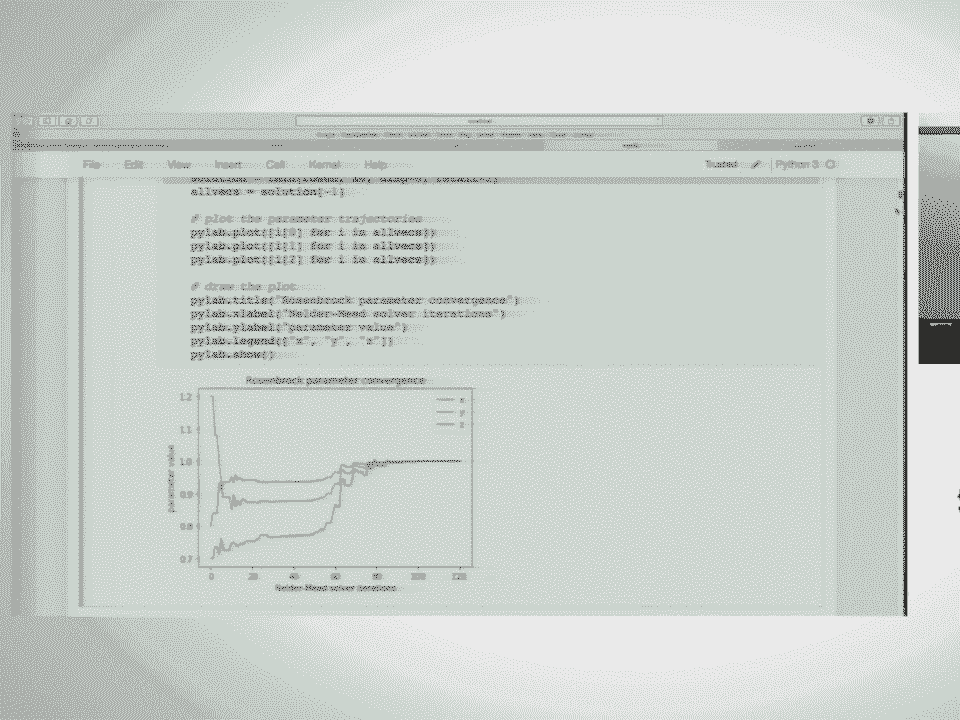 File Edit View Insert Cell Kernel Help Trusted Python 3
allvecs = solution[-1]
# plot the parameter trajectories
pylab.plot([i[0] for i in allvecs])
pylab.plot([i[1] for i in allvecs])
pylab.plot([i[2] for i in allvecs])
# draw the plot
pylab.title("Rosenbrock parameter convergence")
pylab.xlabel("Nelder-Mead solver iterations")
pylab.ylabel("parameter value")
pylab.legend(["x", "y", "z"])
pylab.show()
Rosenbrock parameter convergence
1.2
1.1
1.0
0.9
0.8
0.7
parameter value
x
y
z
0 20 40 60 80 100 120
Nelder-Mead solver iterations